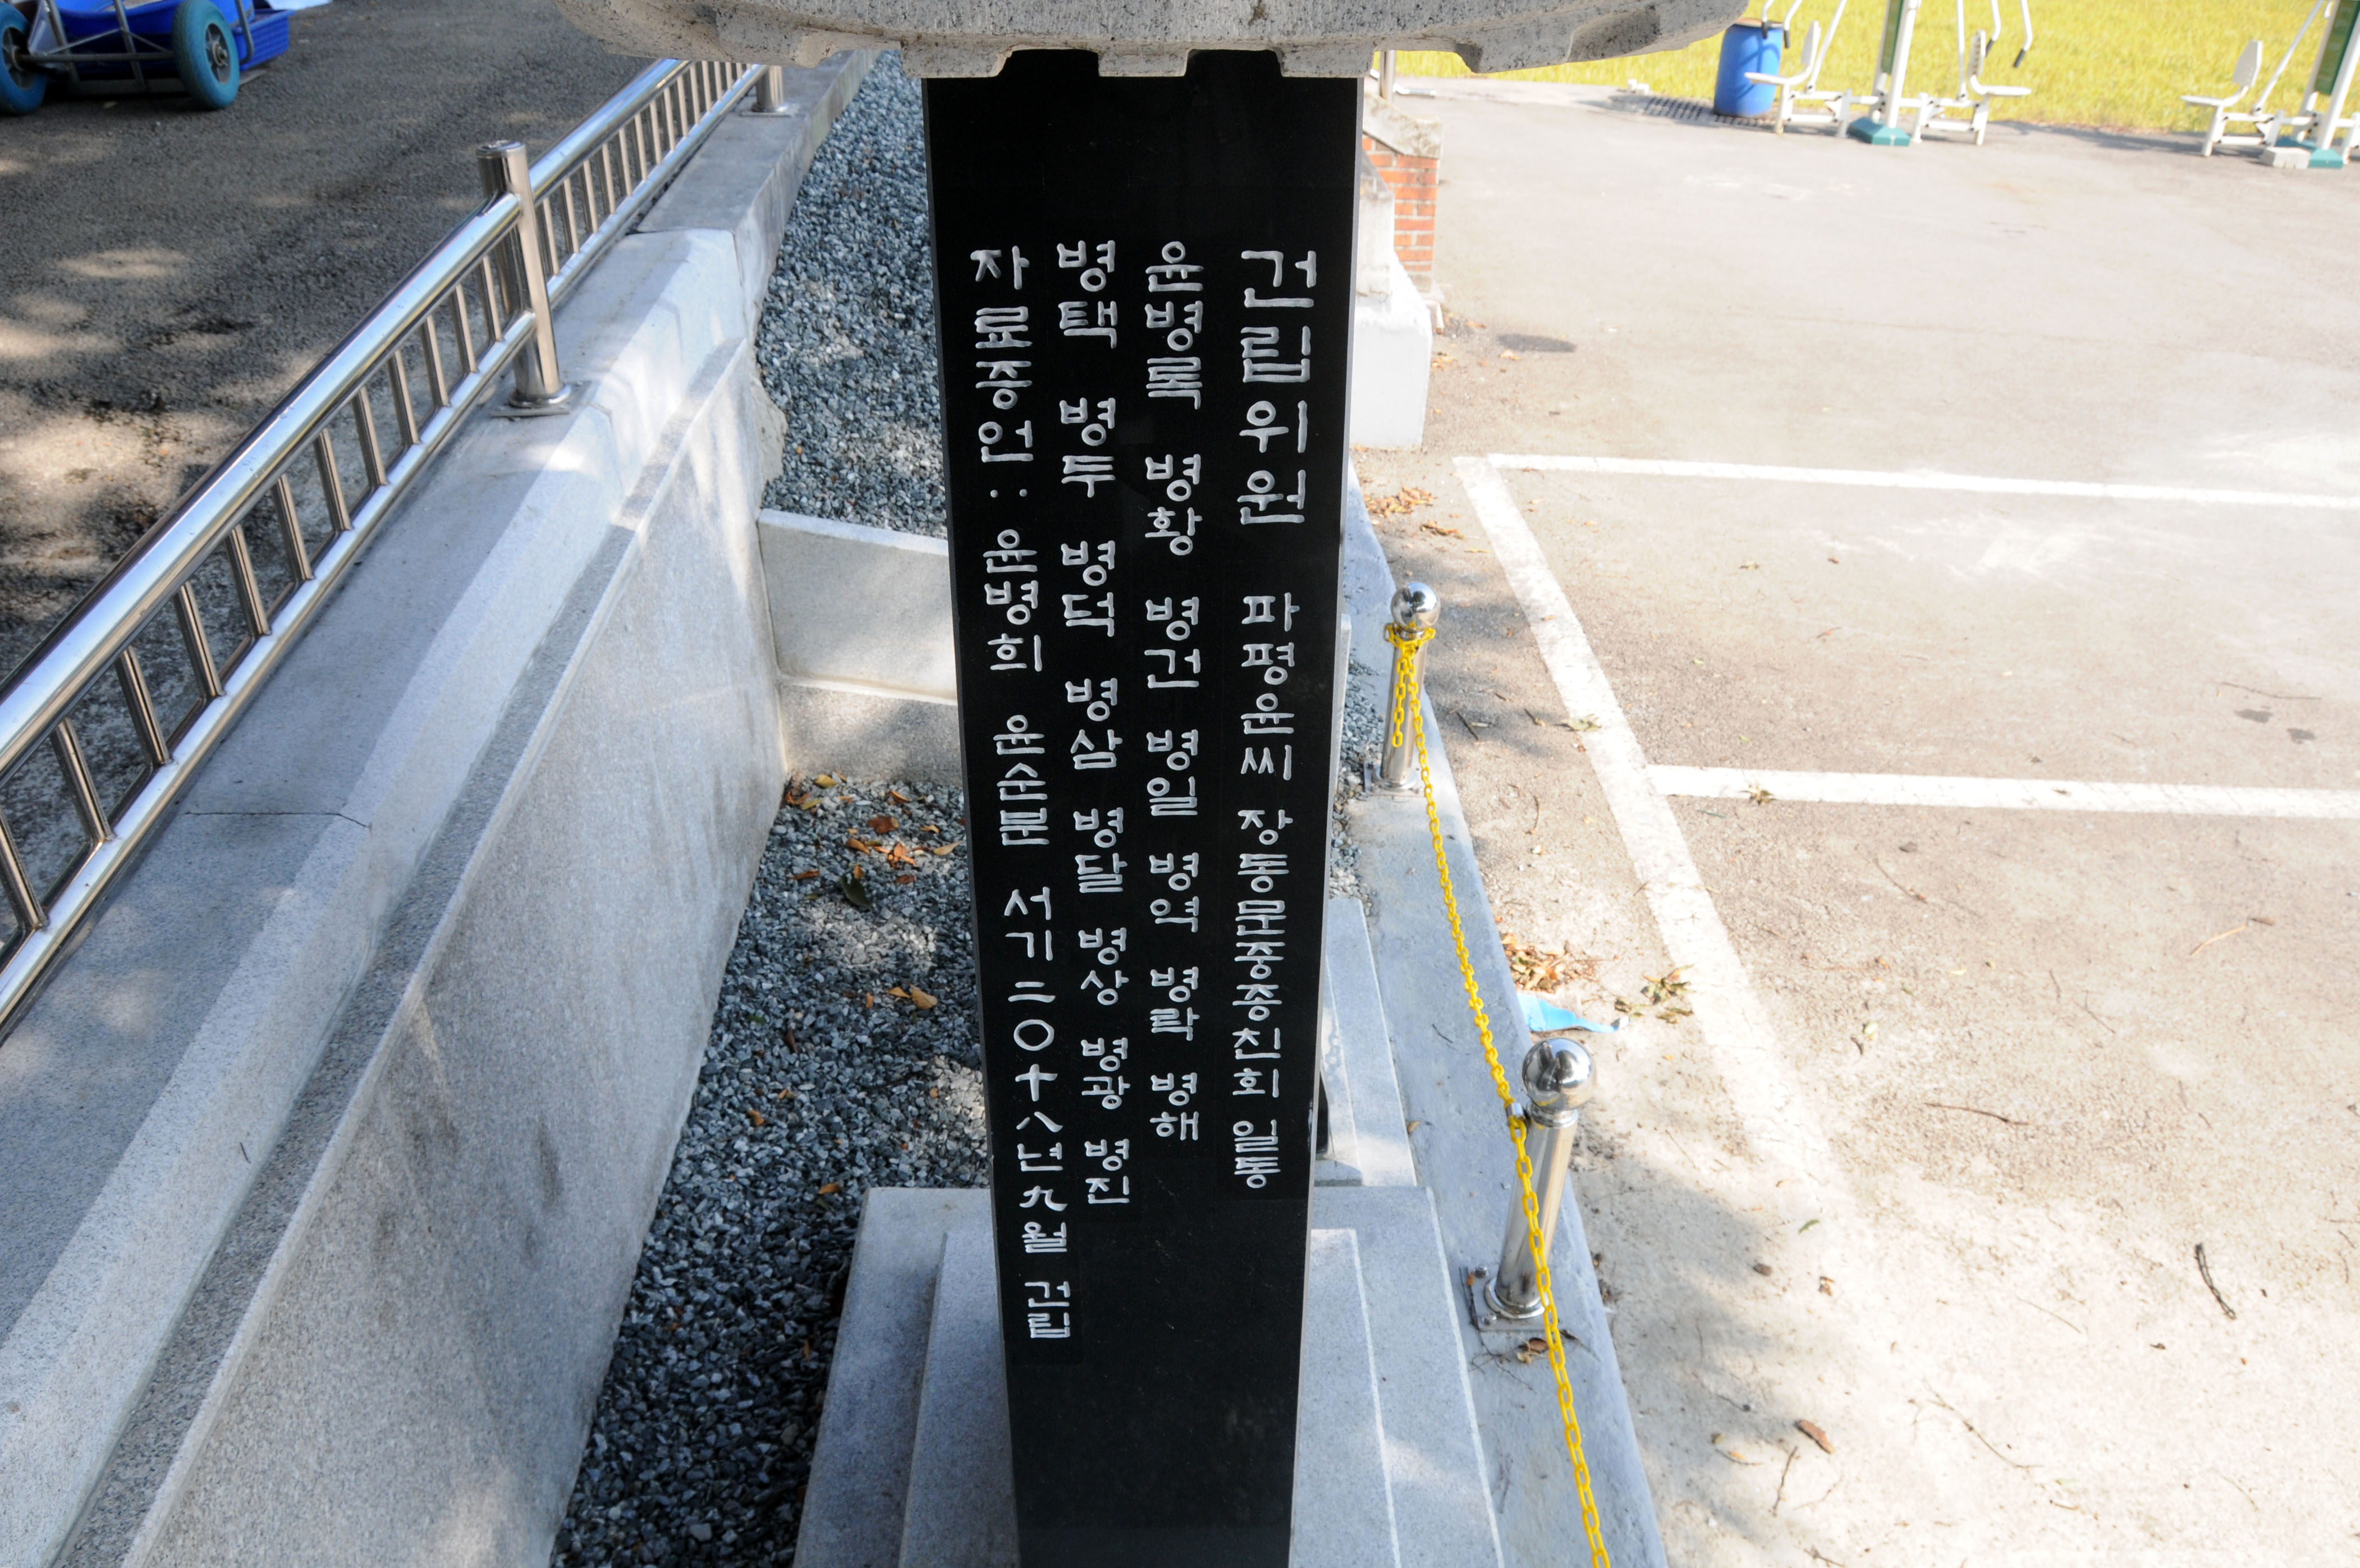 건립위원 파평윤씨 장동문중종친회 일동
윤병록 병황 병건 병일 병역 병락 병해
병택 병두 병덕 병삼 병달 병상 병광 병진
자료증언 : 윤병희 윤순문 서기二〇十八년九월 건립